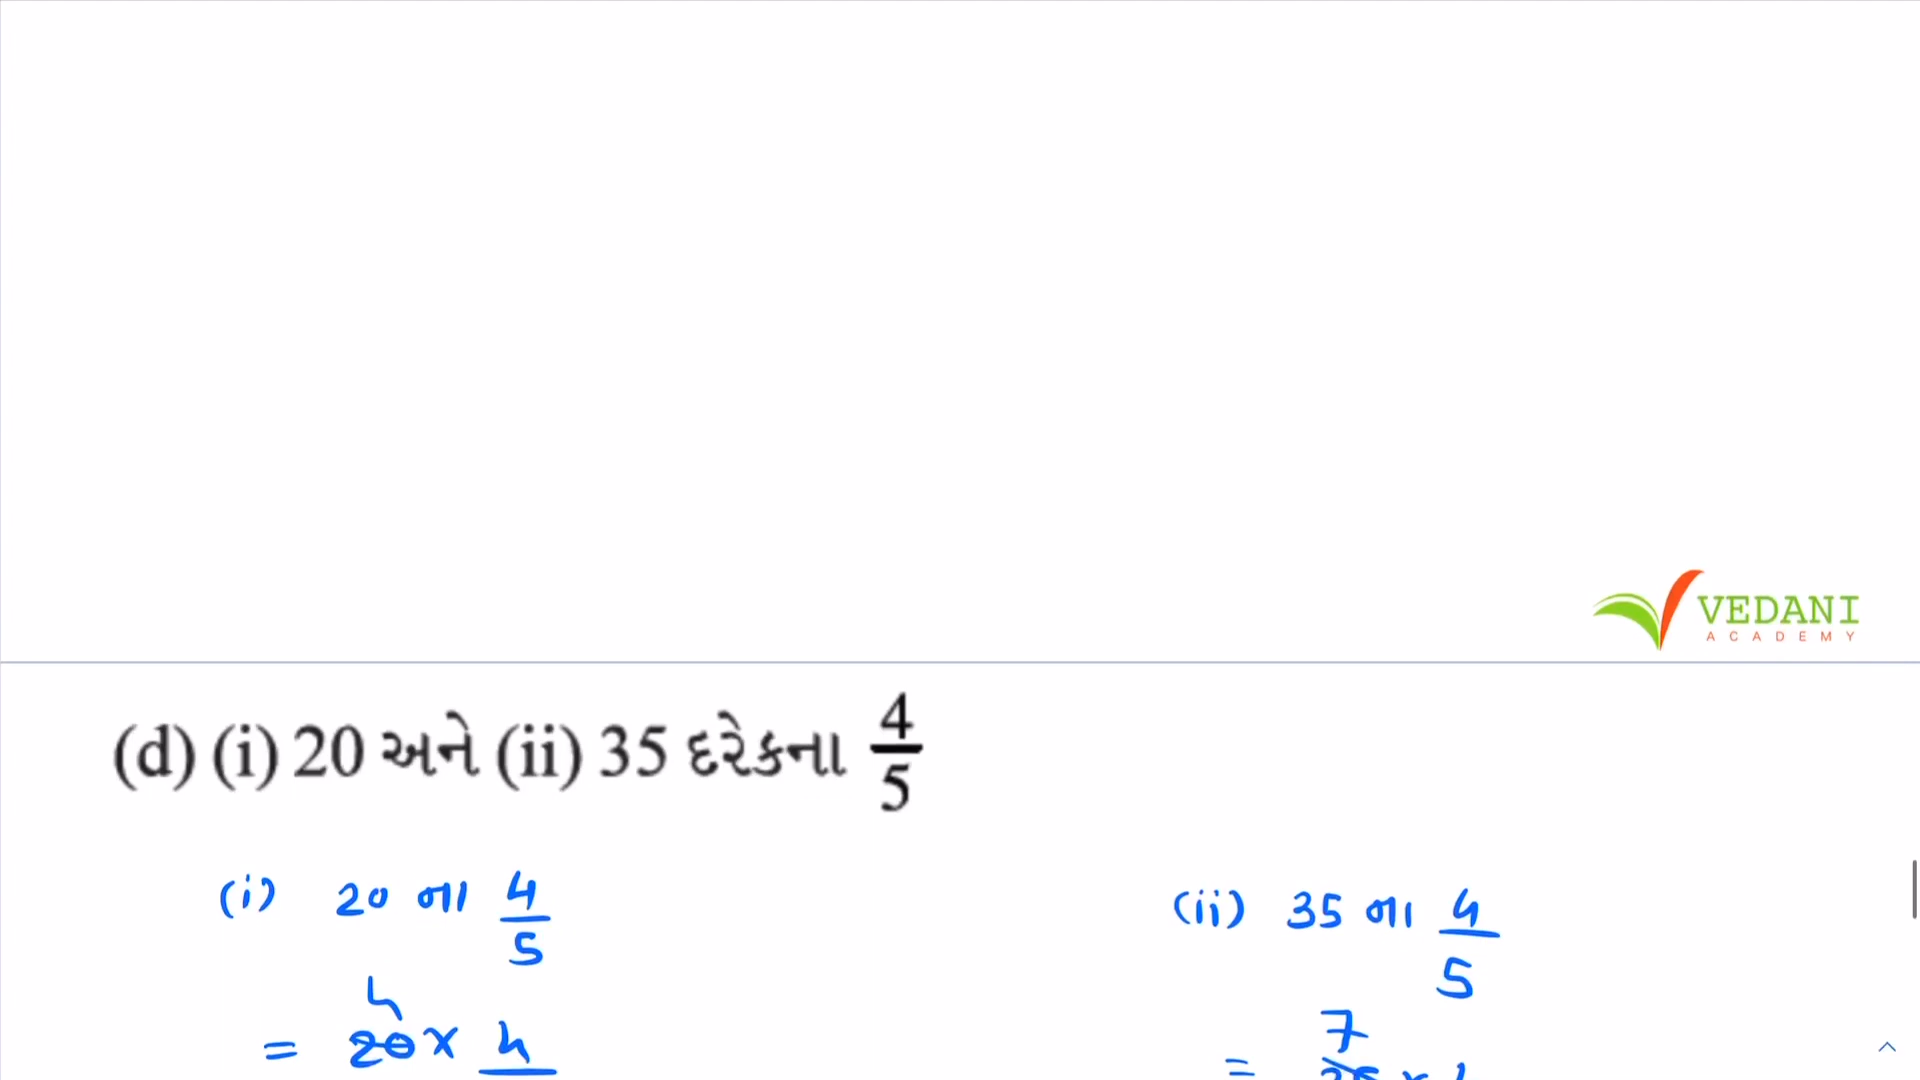 VEDANI
ACADEMY
(d) (i) 20 અને (ii) 35 દરેકના 4/5
(i) 20 ના 4/5
(ii) 35 ના 4/5
4
= 20 × 4
7
= 35 ×